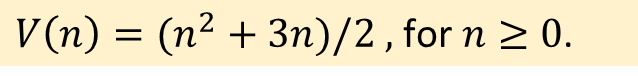 V(n) = (n² + 3n)/2 , for n ≥ 0.